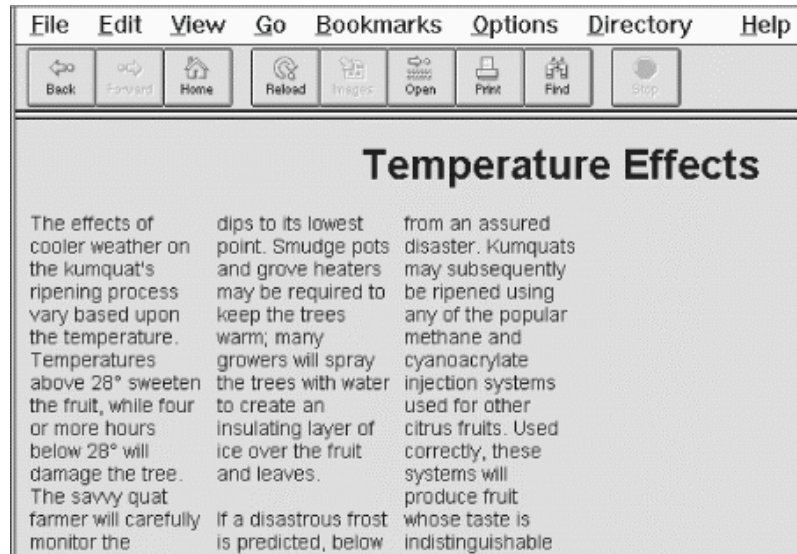 File Edit View Go Bookmarks Options Directory Help
Back Forward Home Reload Images Open Print Find Stop
Temperature Effects
The effects of
cooler weather on
the kumquat's
ripening process
vary based upon
the temperature.
Temperatures
above 28° sweeten
the fruit, while four
or more hours
below 28° will
damage the tree.
The savvy quat
farmer will carefully
monitor the
dips to its lowest
point. Smudge pots
and grove heaters
may be required to
keep the trees
warm; many
growers will spray
the trees with water
to create an
insulating layer of
ice over the fruit
and leaves.
If a disastrous frost
is predicted, below
from an assured
disaster. Kumquats
may subsequently
be ripened using
any of the popular
methane and
cyanoacrylate
injection systems
used for other
citrus fruits. Used
correctly, these
systems will
produce fruit
whose taste is
indistinguishable